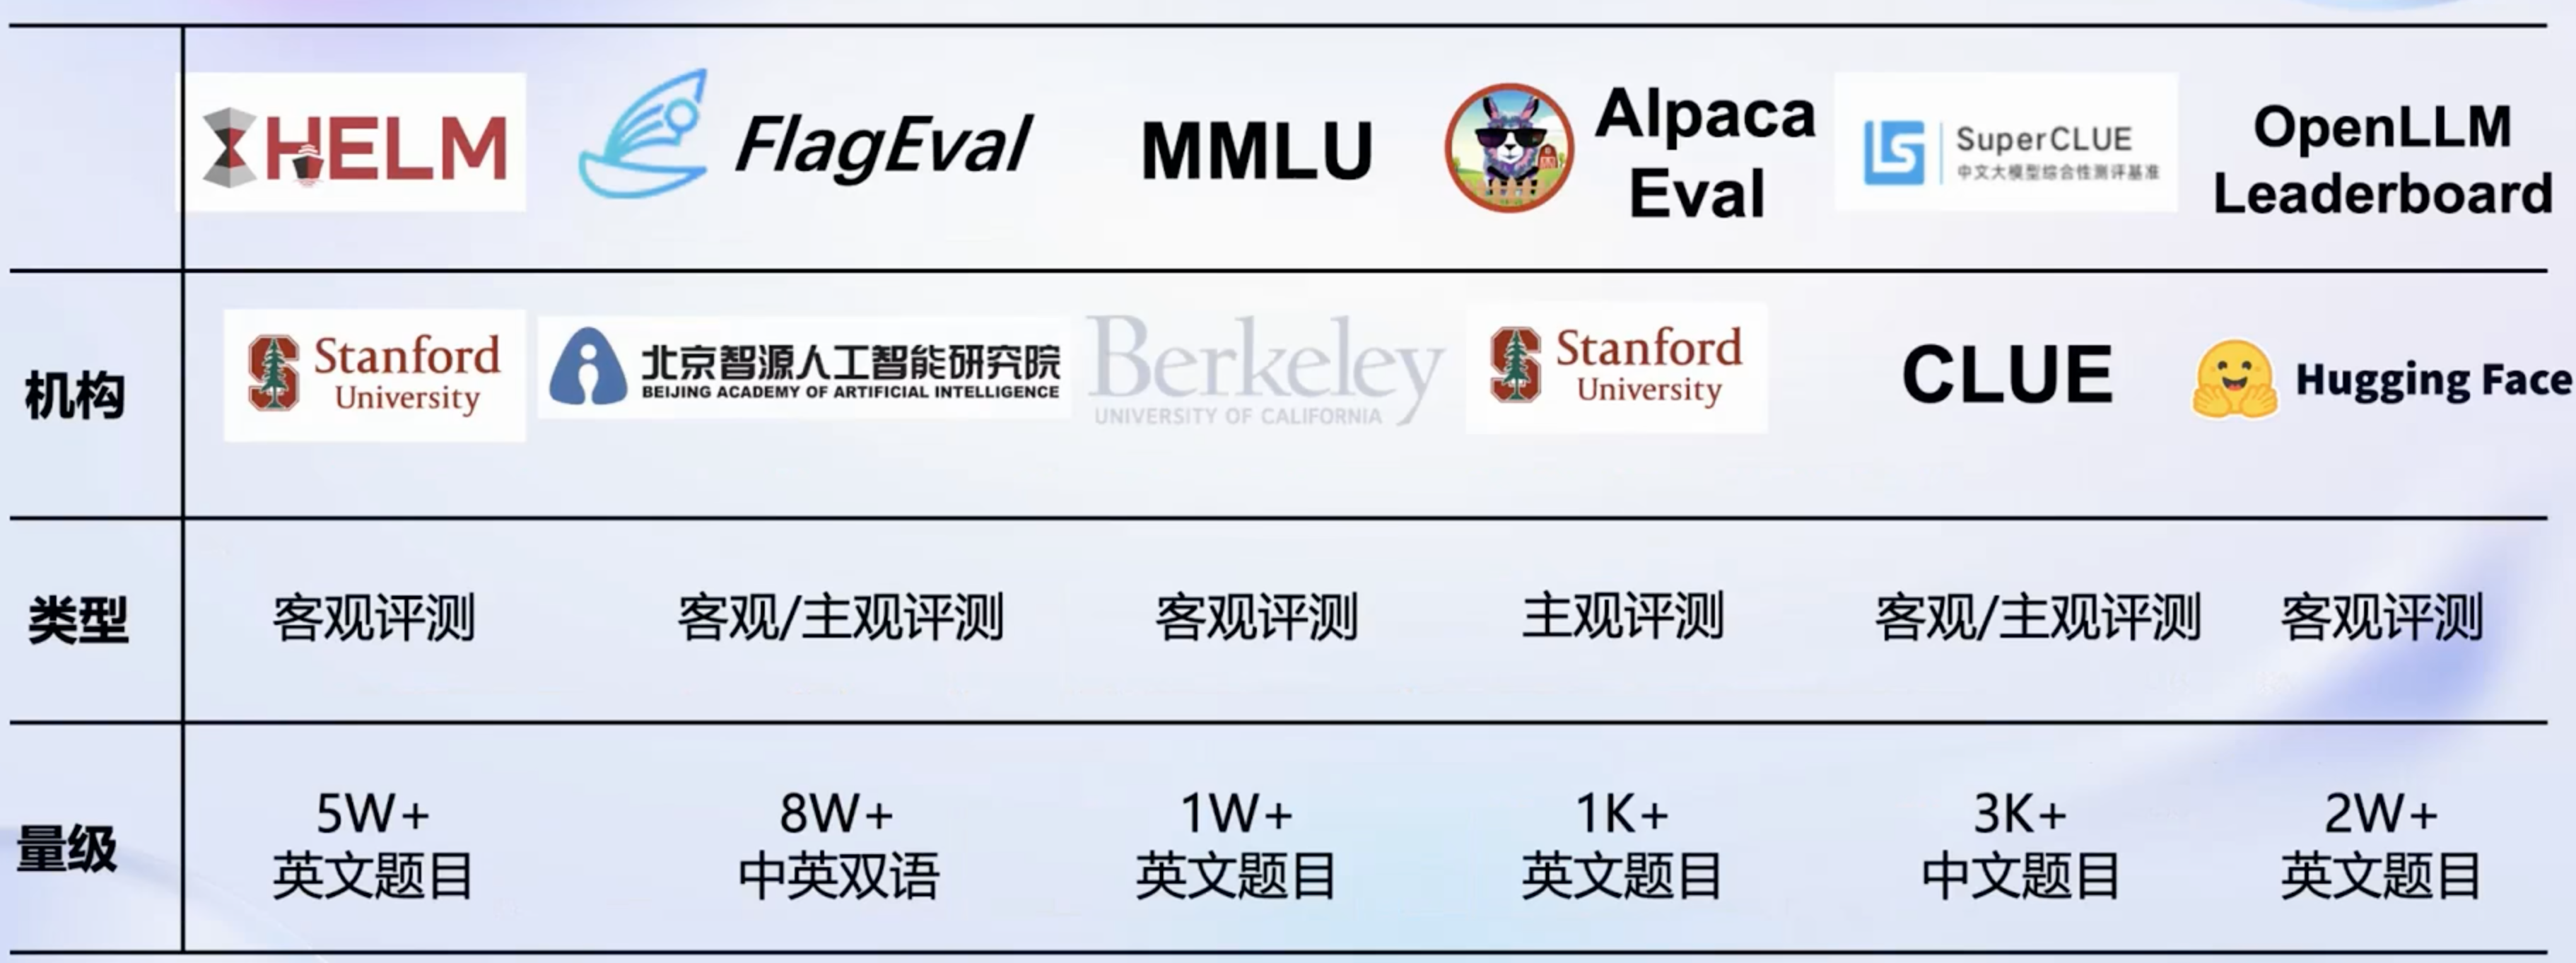 HELM
FlagEval
MMLU
Alpaca
Eval
SuperCLUE
中文大模型综合性测评基准
OpenLLM
Leaderboard
机构
Stanford
University
北京智源人工智能研究院
BEIJING ACADEMY OF ARTIFICIAL INTELLIGENCE
Berkeley
UNIVERSITY OF CALIFORNIA
Stanford
University
CLUE
Hugging Face
类型
客观评测
客观/主观评测
客观评测
主观评测
客观/主观评测
客观评测
量级
5W+
英文题目
8W+
中英双语
1W+
英文题目
1K+
英文题目
3K+
中文题目
2W+
英文题目